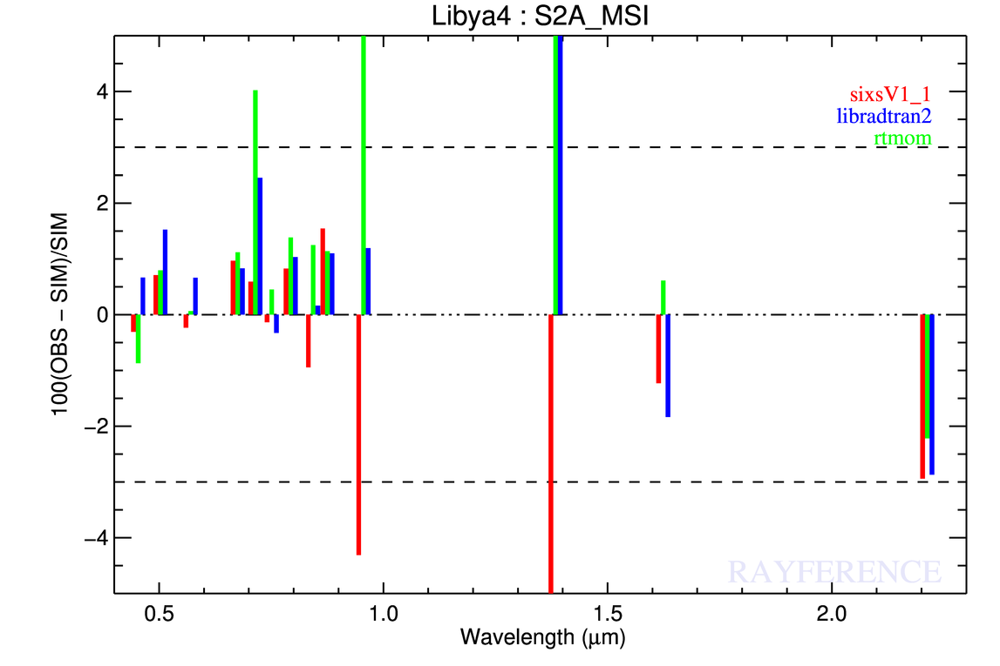 Libya4 : S2A_MSI
sixsV1_1
libradtran2
rtmom
4
2
0
−2
−4
100(OBS − SIM)/SIM
RAYFERENCE
0.5 1.0 1.5 2.0
Wavelength (μm)